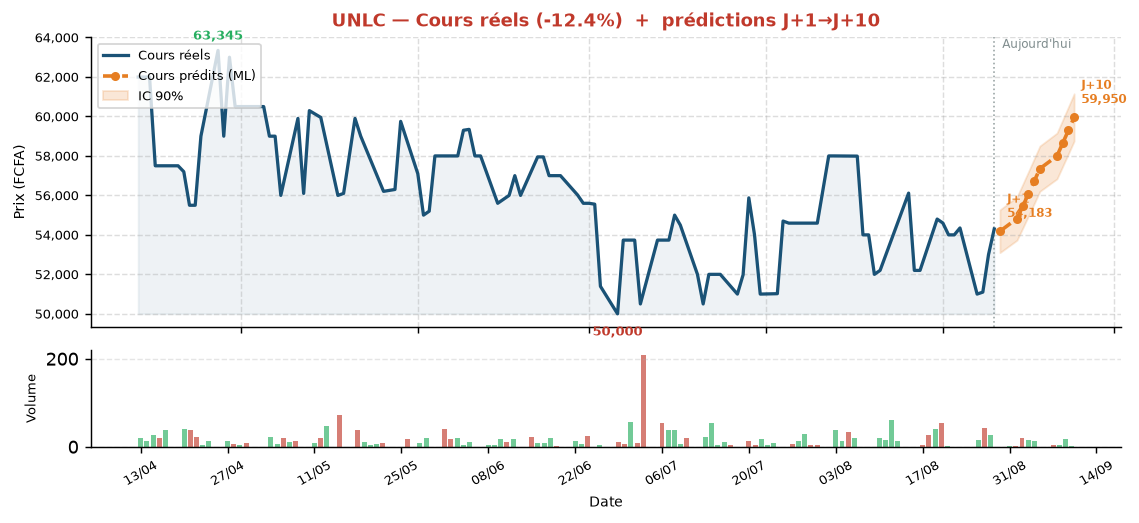 UNLC — Cours réels (-12.4%)  +  prédictions J+1→J+10
63,345
Aujourd'hui
Cours réels
Cours prédits (ML)
IC 90%
J+10
59,950
64,000
62,000
60,000
58,000
56,000
54,000
52,000
50,000
Prix (FCFA)
50,000
200
0
Volume
13/04
27/04
11/05
25/05
08/06
22/06
06/07
20/07
03/08
17/08
31/08
14/09
Date